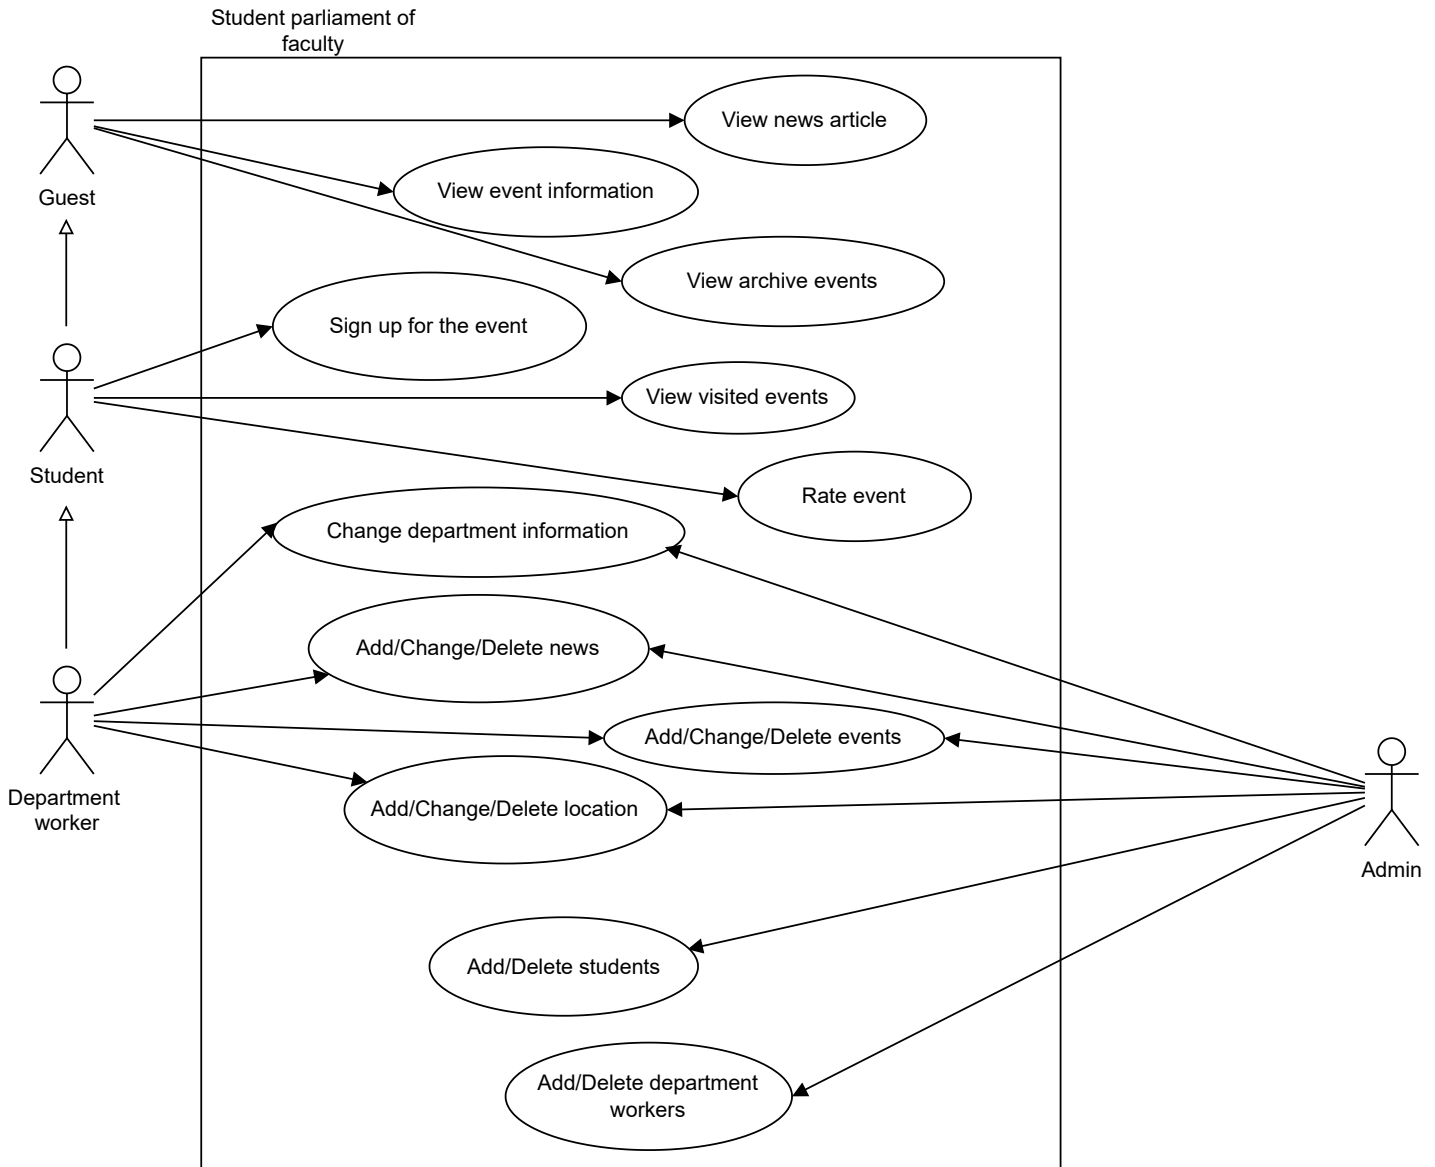 Student parliament of
faculty
View news article
View event information
Guest
View archive events
Sign up for the event
View visited events
Student
Rate event
Change department information
Add/Change/Delete news
Add/Change/Delete events
Department
worker
Add/Change/Delete location
Admin
Add/Delete students
Add/Delete department
workers